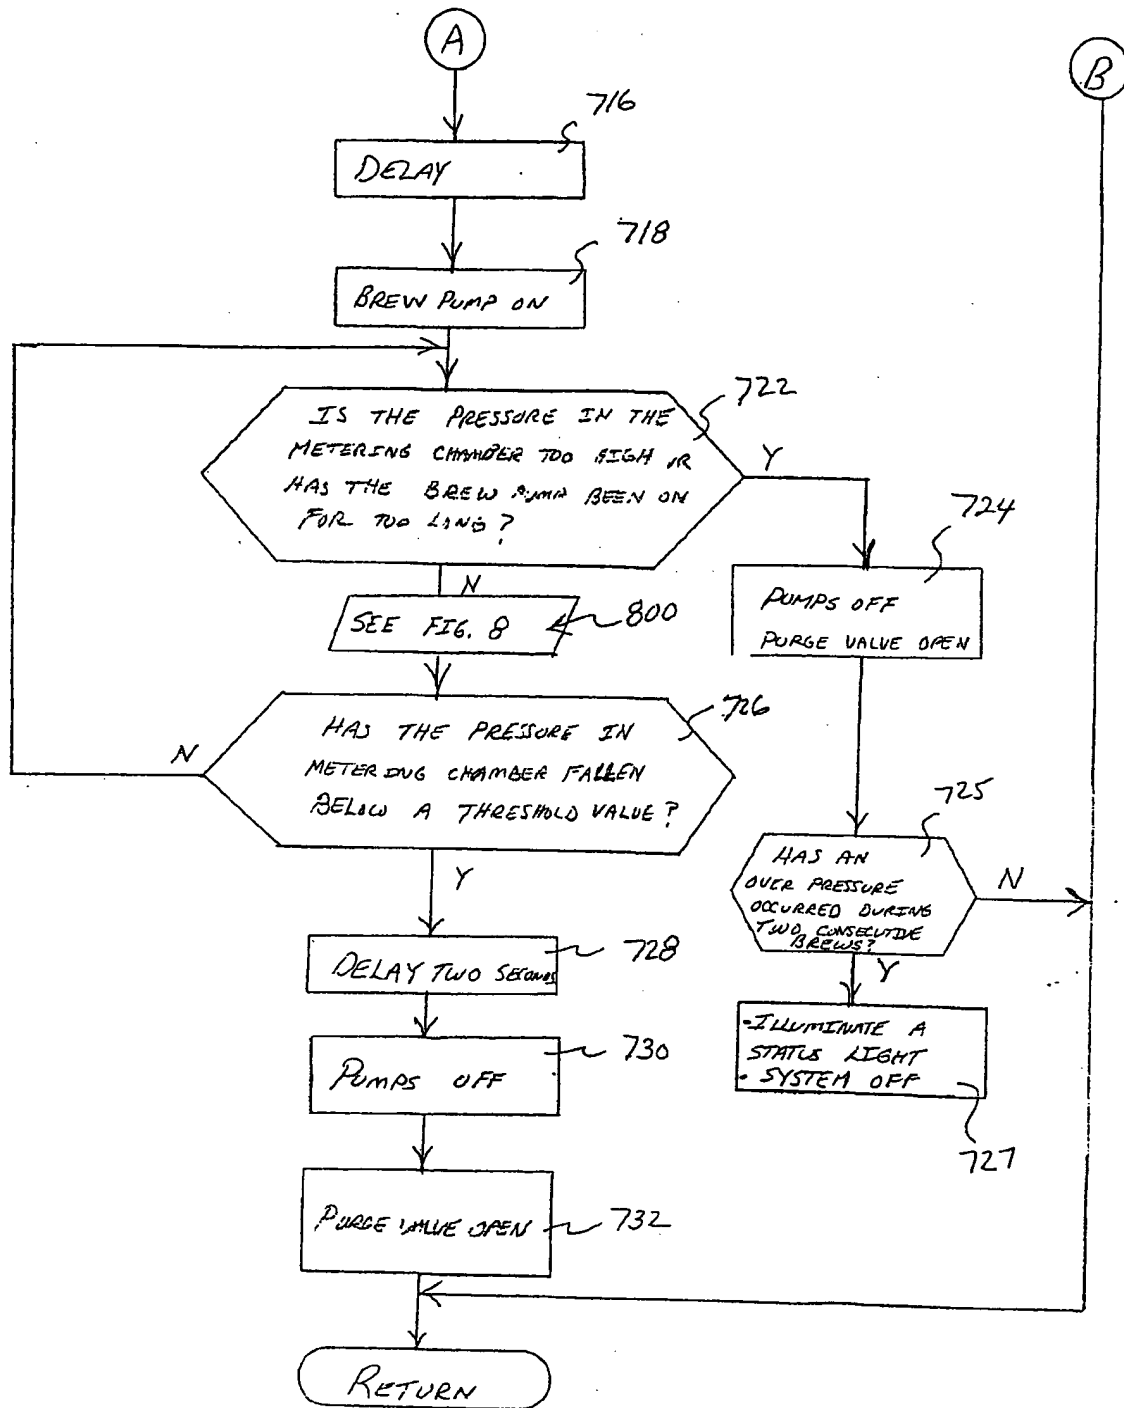 A
B
716
DELAY
718
BREW PUMP ON
722
IS THE PRESSURE IN THE
METERING CHAMBER TOO HIGH OR
HAS THE BREW PUMP BEEN ON
FOR TOO LONG?
Y
N
724
PUMPS OFF
PURGE VALUE OPEN
SEE FIG. 8
800
726
HAS THE PRESSURE IN
METERING CHAMBER FALLEN
BELOW A THRESHOLD VALUE?
N
Y
725
HAS AN
OVER PRESSURE
OCCURRED DURING
TWO CONSECUTIVE
BREWS?
N
Y
728
DELAY TWO SECONDS
-ILLUMINATE A
STATUS LIGHT
- SYSTEM OFF
727
730
PUMPS OFF
PURGE VALUE OPEN
732
RETURN